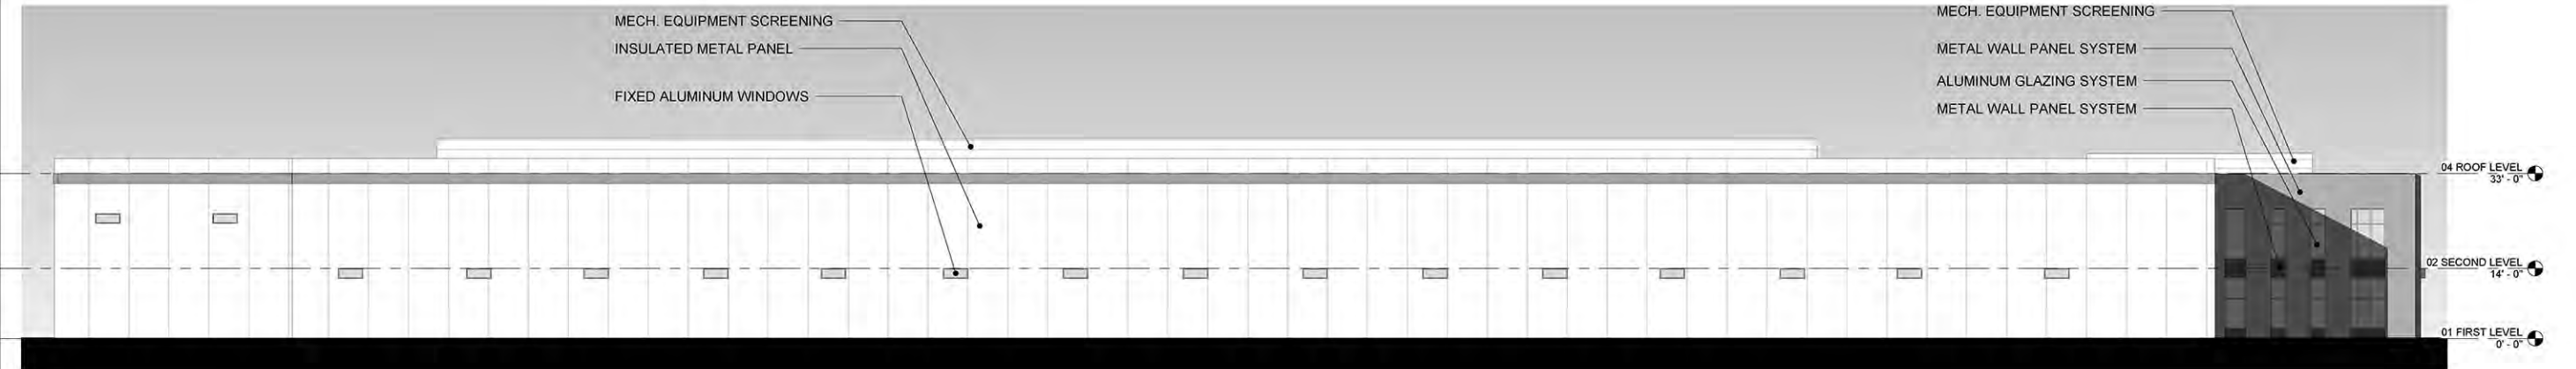 MECH. EQUIPMENT SCREENING
INSULATED METAL PANEL
FIXED ALUMINUM WINDOWS
MECH. EQUIPMENT SCREENING
METAL WALL PANEL SYSTEM
ALUMINUM GLAZING SYSTEM
METAL WALL PANEL SYSTEM
04 ROOF LEVEL
33' - 0"
02 SECOND LEVEL
14' - 0"
01 FIRST LEVEL
0' - 0"